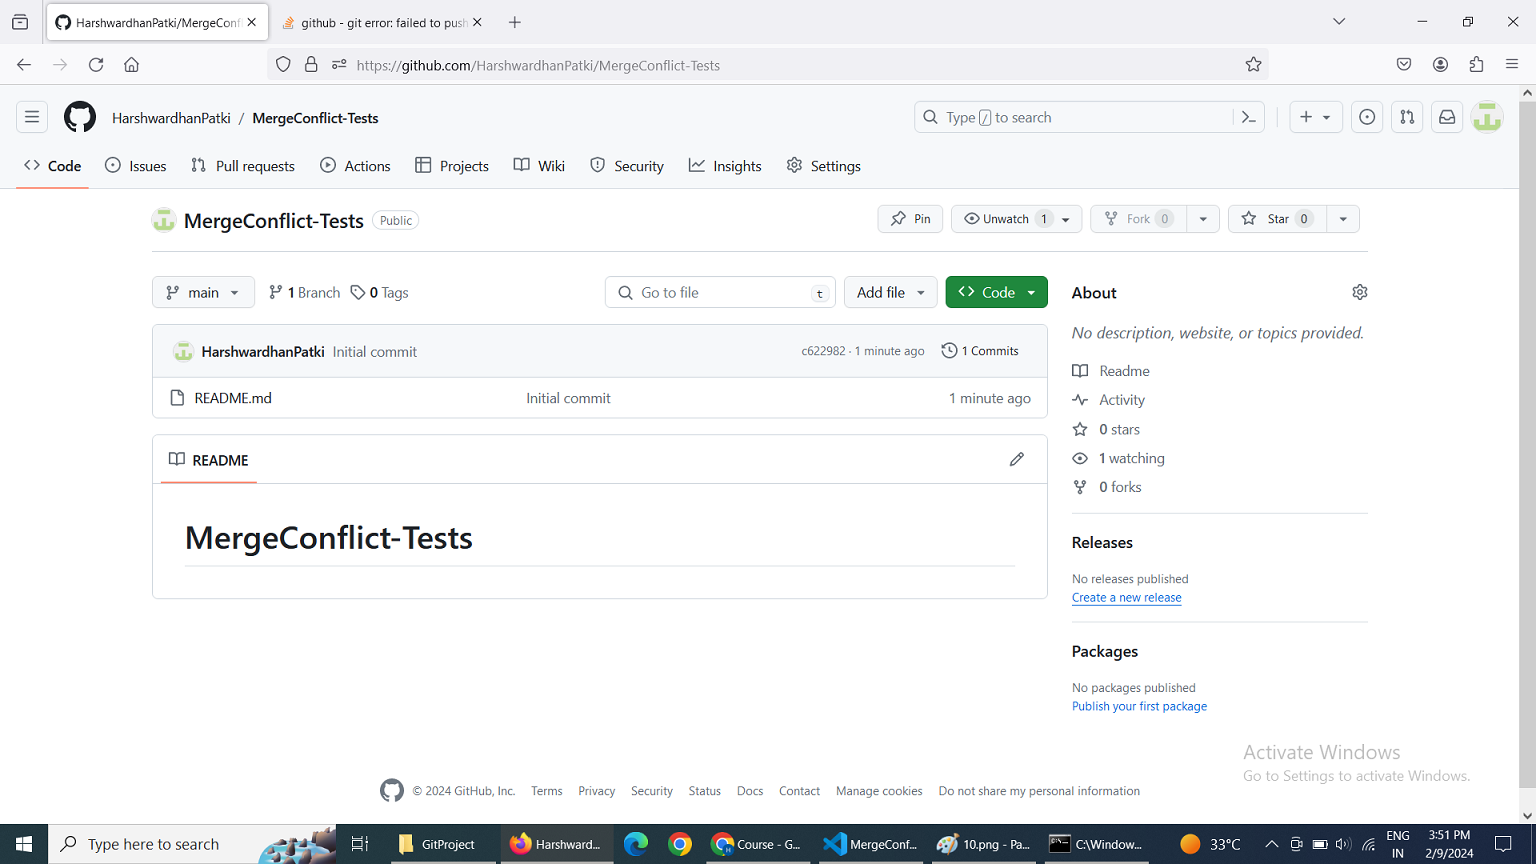 HarshwardhanPatki/MergeConfl
github - git error: failed to push
https://github.com/HarshwardhanPatki/MergeConflict-Tests
HarshwardhanPatki / MergeConflict-Tests
Type / to search
Code Issues Pull requests Actions Projects Wiki Security Insights Settings
MergeConflict-Tests Public
Pin Unwatch 1 Fork 0 Star 0
main 1 Branch 0 Tags Go to file t Add file Code
HarshwardhanPatki Initial commit c622982 · 1 minute ago 1 Commits
README.md Initial commit 1 minute ago
README
MergeConflict-Tests
About
No description, website, or topics provided.
Readme
Activity
0 stars
1 watching
0 forks
Releases
No releases published
Create a new release
Packages
No packages published
Publish your first package
Activate Windows
Go to Settings to activate Windows.
© 2024 GitHub, Inc. Terms Privacy Security Status Docs Contact Manage cookies Do not share my personal information
Type here to search
GitProject
Harshward...
Course - G...
MergeConf...
10.png - Pa...
C:\Window...
33°C
ENG
IN
3:51 PM
2/9/2024